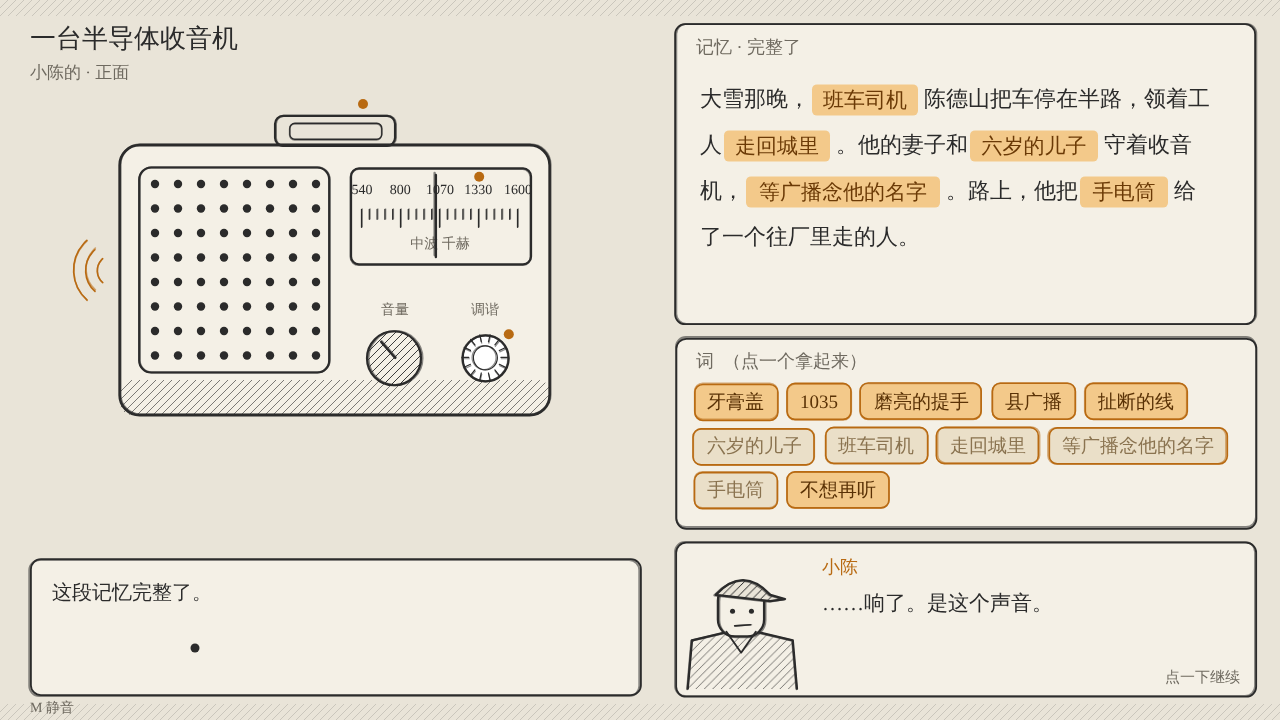 一台半导体收音机
小陈的 · 正面
540 800 1070 1330 1600
中波 千赫
音量 调谐
这段记忆完整了。
M 静音
记忆 · 完整了
大雪那晚，班车司机 陈德山把车停在半路，领着工
人 走回城里 。他的妻子和 六岁的儿子 守着收音
机， 等广播念他的名字 。路上，他把 手电筒 给
了一个往厂里走的人。
词 （点一个拿起来）
牙膏盖 1035 磨亮的提手 县广播 扯断的线
六岁的儿子 班车司机 走回城里 等广播念他的名字
手电筒 不想再听
小陈
……响了。是这个声音。
点一下继续